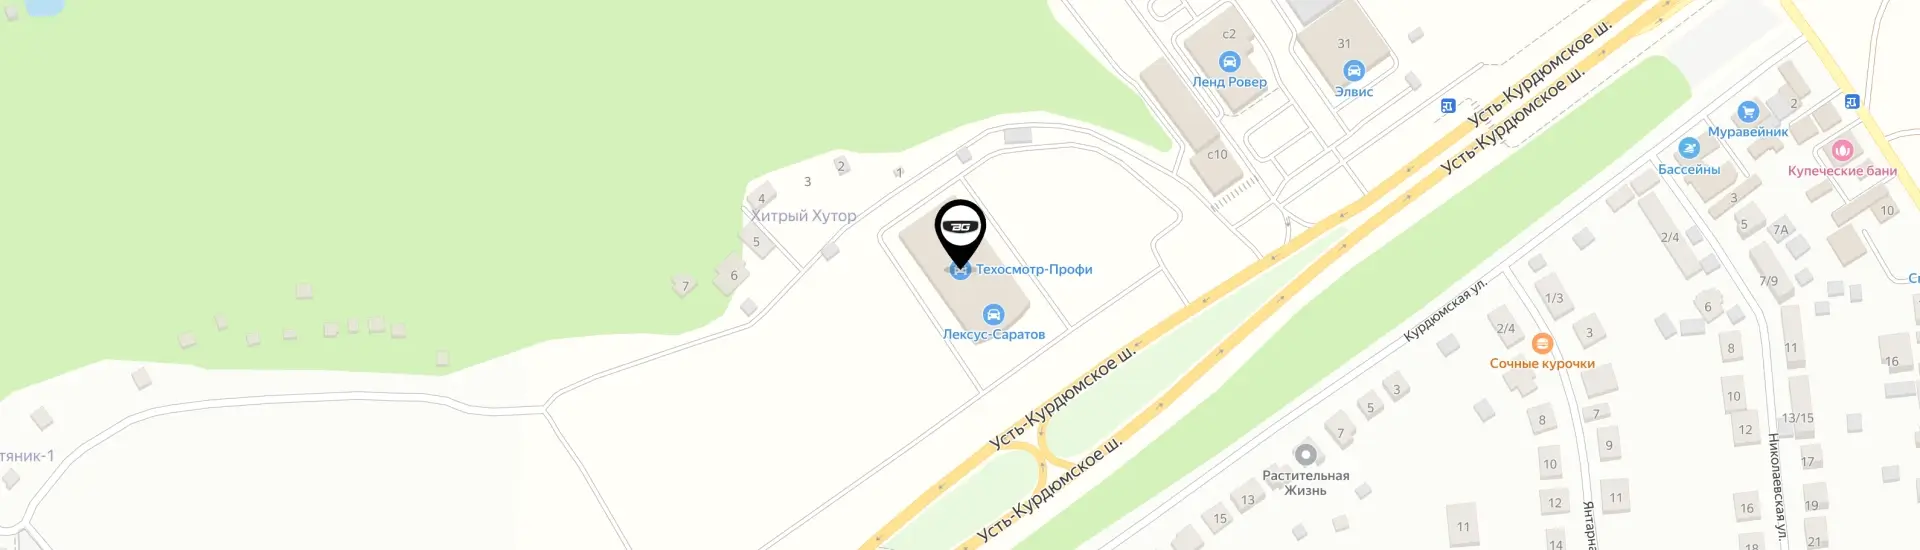 с2
31
Ленд Ровер
Элвис
Усть-Курдюмское ш.
Усть-Курдюмское ш.
2
Муравейник
Бассейны
Купеческие бани
с10
2
1
3
4
Хитрый Хутор
5
6
7
BG
Техосмотр-Профи
Лексус-Саратов
3
5
7А
10
2/4
7/9
6
1/3
Курдюмская ул.
2/4
3
8
11
16
Сочные курочки
Усть-Курдюмское ш.
Усть-Курдюмское ш.
3
5
7
10
13/15
8
7
12
9
Николаевская ул.
тяник-1
Растительная
Жизнь
10
17
13
12
11
16
19
15
11
14
18
21
Янтарна